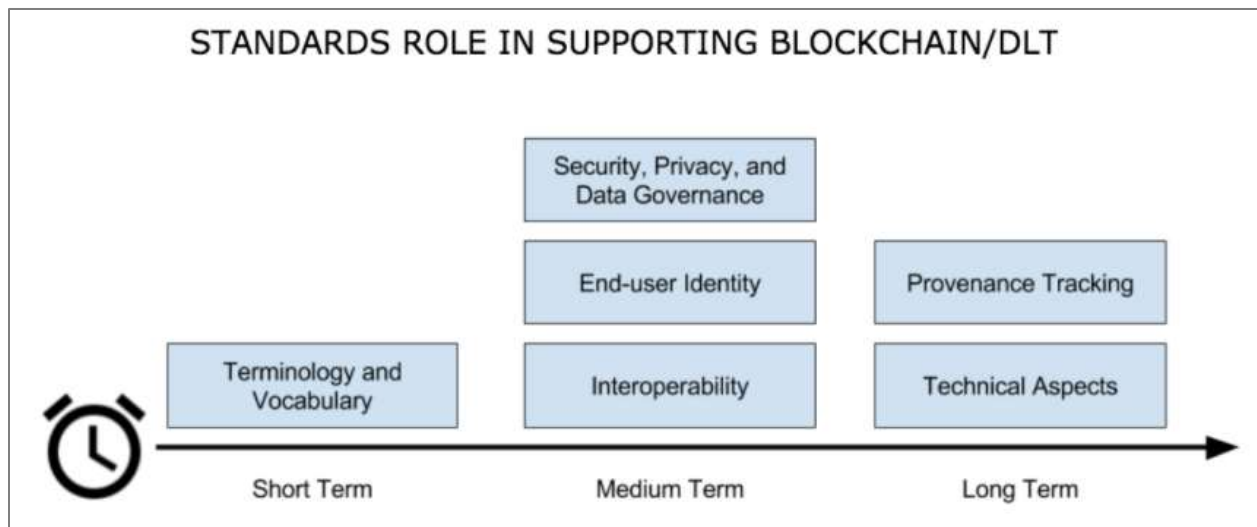 STANDARDS ROLE IN SUPPORTING BLOCKCHAIN/DLT
Security, Privacy, and
Data Governance
End-user Identity
Provenance Tracking
Terminology and
Vocabulary
Interoperability
Technical Aspects
Short Term
Medium Term
Long Term